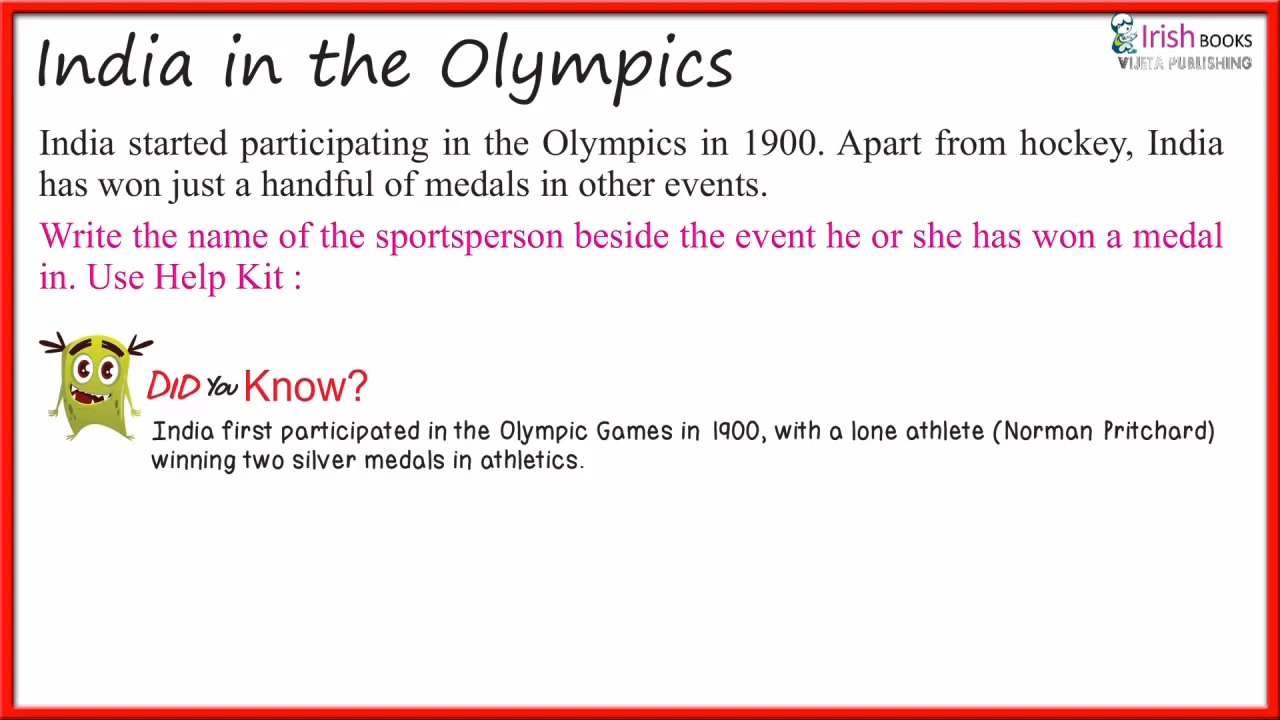 India in the Olympics
Irish BOOKS
VIJETA PUBLISHING
India started participating in the Olympics in 1900. Apart from hockey, India
has won just a handful of medals in other events.
Write the name of the sportsperson beside the event he or she has won a medal
in. Use Help Kit :
DID You Know?
India first participated in the Olympic Games in 1900, with a lone athlete (Norman Pritchard)
winning two silver medals in athletics.